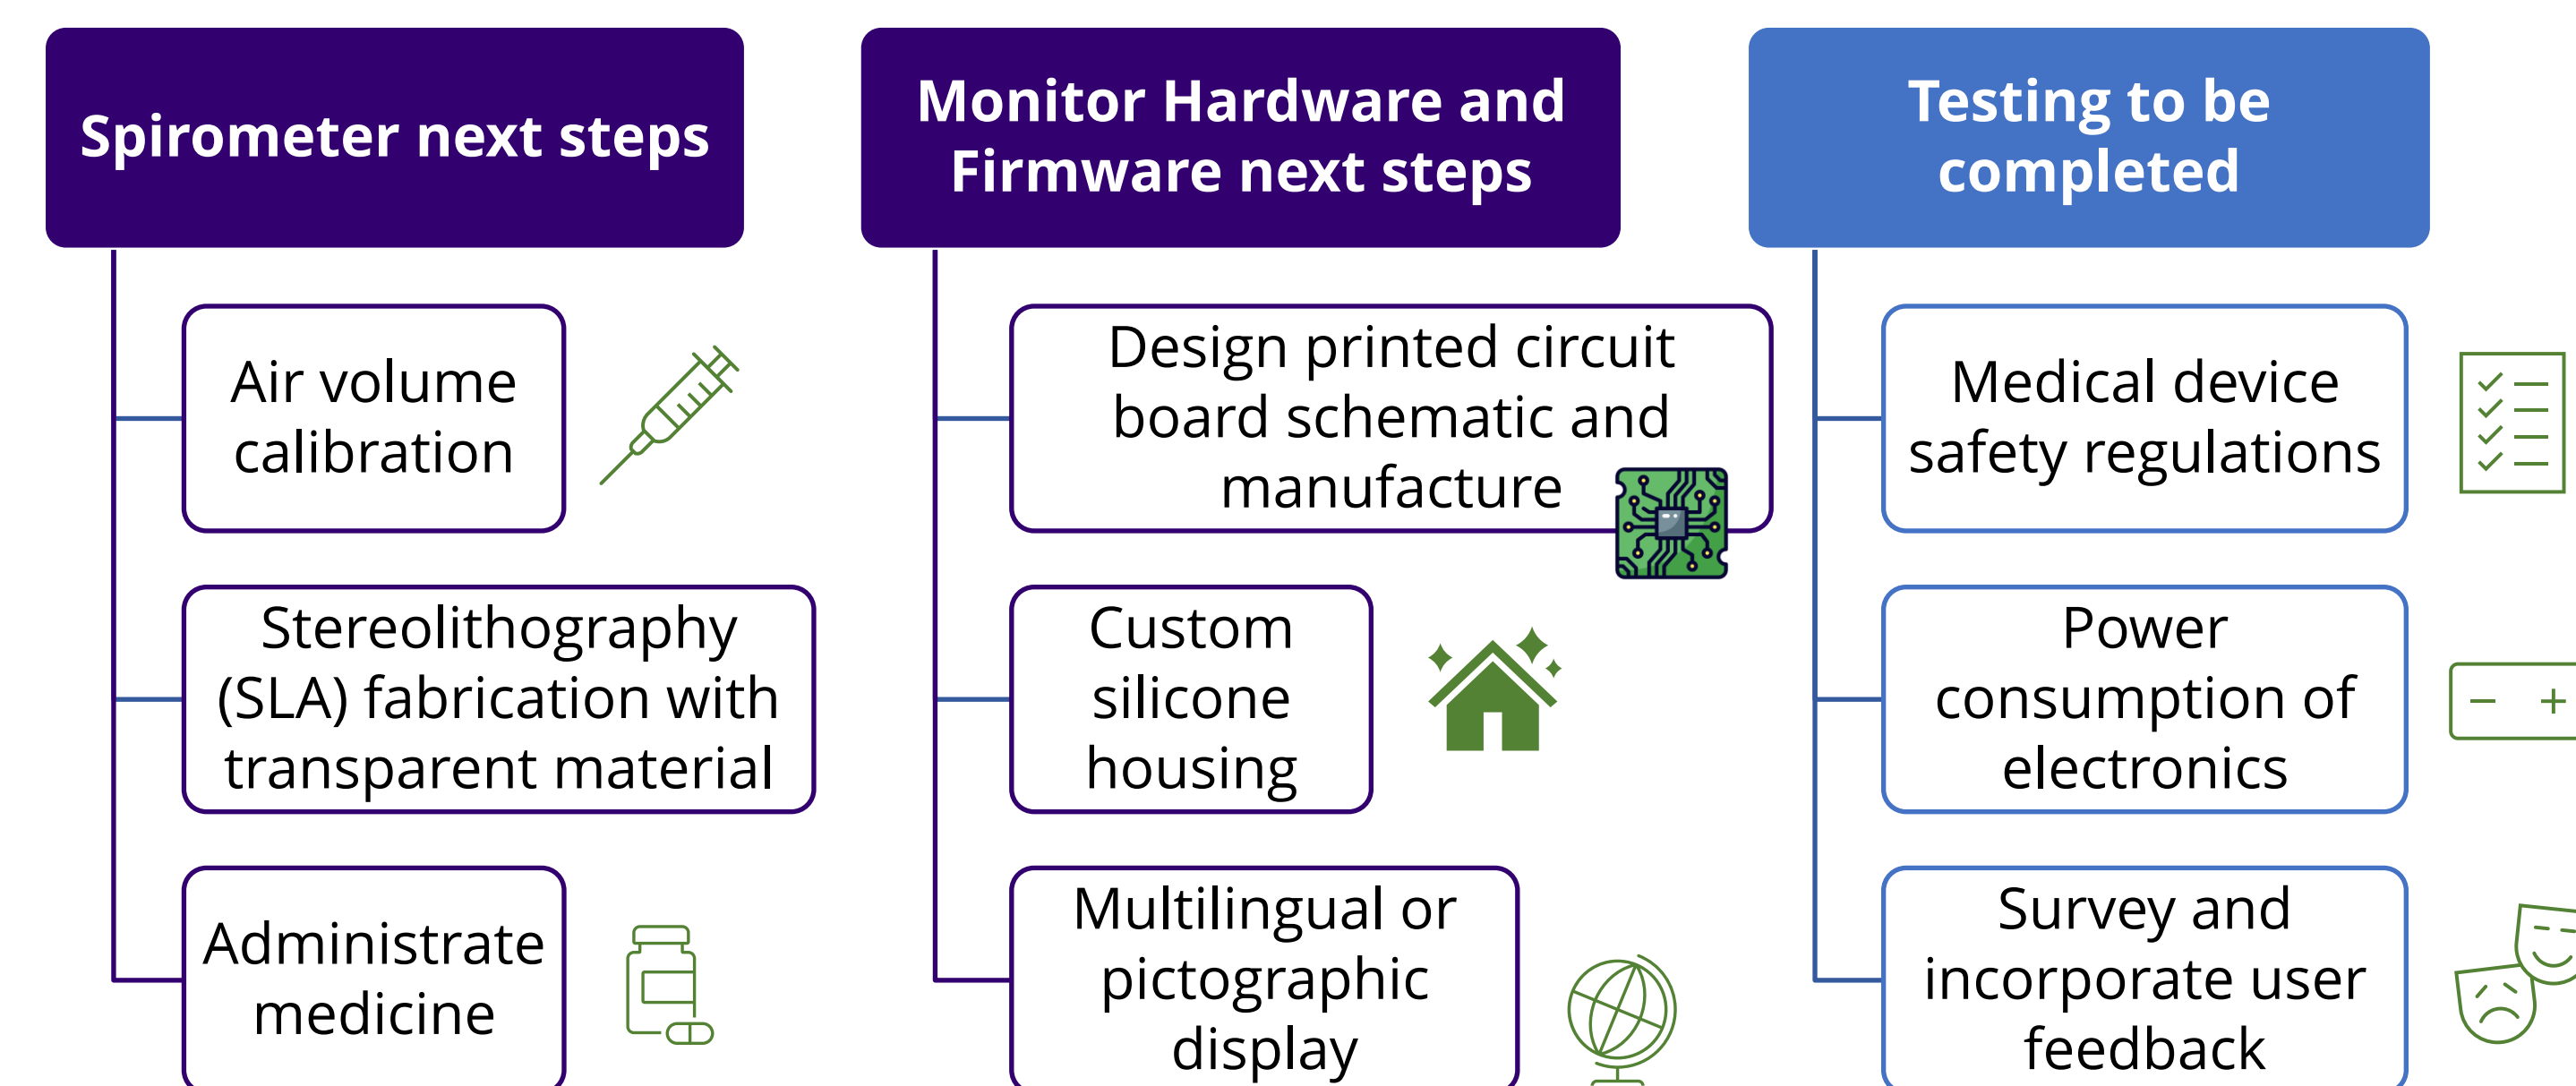 Spirometer next steps
Air volume
calibration
Stereolithography
(SLA) fabrication with
transparent material
Administrate
medicine
Monitor Hardware and
Firmware next steps
Design printed circuit
board schematic and
manufacture
Custom
silicone
housing
Multilingual or
pictographic
display
Testing to be
completed
Medical device
safety regulations
Power
consumption of
electronics
Survey and
incorporate user
feedback